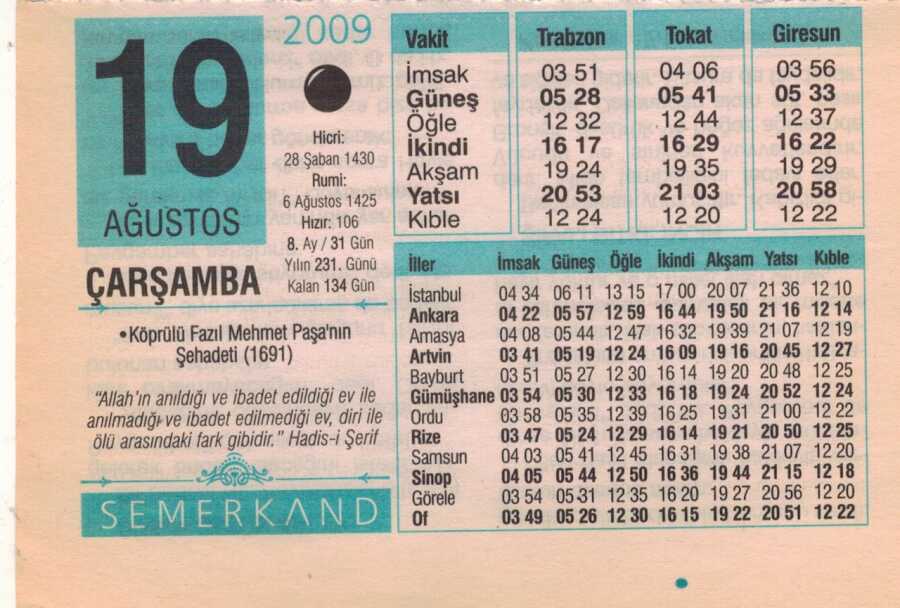 19
AĞUSTOS
ÇARŞAMBA
2009
Hicri:
28 Şaban 1430
Rumi:
6 Ağustos 1425
Hızır: 106
8. Ay / 31 Gün
Yılın 231. Günü
Kalan 134 Gün
•Köprülü Fazıl Mehmet Paşa'nın
Şehadeti (1691)
"Allah'ın anıldığı ve ibadet edildiği ev ile
anılmadığı ve ibadet edilmediği ev, diri ile
ölü arasındaki fark gibidir." Hadis-i Şerif
SEMERKAND
Vakit Trabzon Tokat Giresun
İmsak 03 51 04 06 03 56
Güneş 05 28 05 41 05 33
Öğle 12 32 12 44 12 37
İkindi 16 17 16 29 16 22
Akşam 19 24 19 35 19 29
Yatsı 20 53 21 03 20 58
Kıble 12 24 12 20 12 22
İller İmsak Güneş Öğle İkindi Akşam Yatsı Kıble
İstanbul 04 34 06 11 13 15 17 00 20 07 21 36 12 10
Ankara 04 22 05 57 12 59 16 44 19 50 21 16 12 14
Amasya 04 08 05 44 12 47 16 32 19 39 21 07 12 19
Artvin 03 41 05 19 12 24 16 09 19 16 20 45 12 27
Bayburt 03 51 05 27 12 30 16 14 19 20 20 48 12 25
Gümüşhane 03 54 05 30 12 33 16 18 19 24 20 52 12 24
Ordu 03 58 05 35 12 39 16 25 19 31 21 00 12 22
Rize 03 47 05 24 12 29 16 14 19 21 20 50 12 25
Samsun 04 03 05 41 12 45 16 31 19 38 21 07 12 20
Sinop 04 05 05 44 12 50 16 36 19 44 21 15 12 18
Görele 03 54 05 31 12 35 16 20 19 27 20 56 12 20
Of 03 49 05 26 12 30 16 15 19 22 20 51 12 22